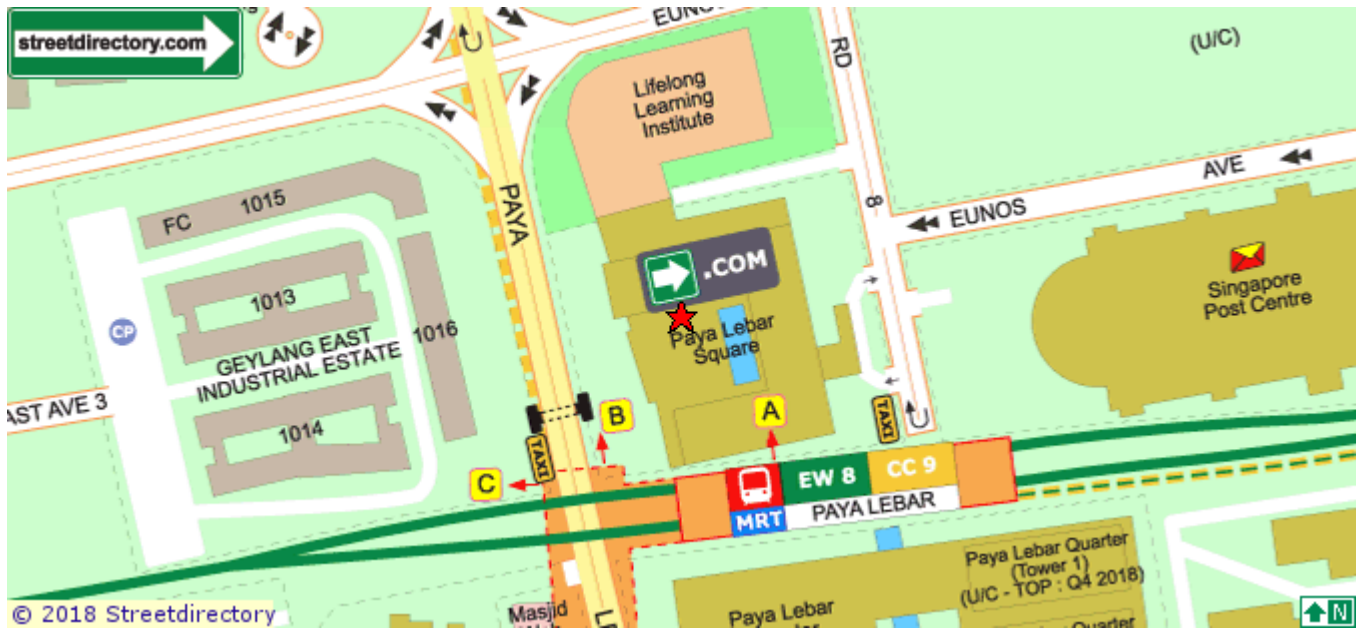 streetdirectory.com
EUNOS
RD
(U/C)
Lifelong
Learning
Institute
PAYA
FC
1015
8
AVE
EUNOS
.COM
Singapore
Post Centre
1013
1016
CP
GEYLANG EAST
INDUSTRIAL ESTATE
Paya Lebar
Square
AST AVE 3
1014
B
A
TAXI
TAXI
C
EW 8
CC 9
MRT
PAYA LEBAR
Paya Lebar Quarter
(Tower 1)
(U/C - TOP : Q4 2018)
Masjid
LE
Paya Lebar
Quarter
© 2018 Streetdirectory
N